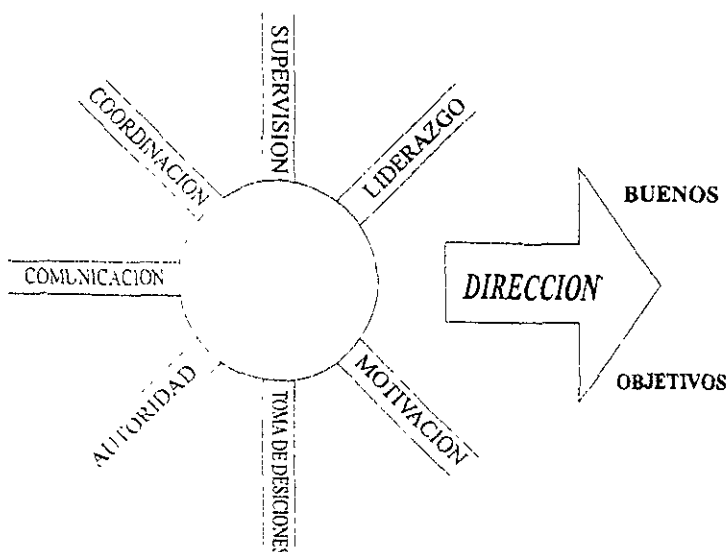 SUPERVISION
COORDINACION
LIDERAZGO
BUENOS
COMUNICACION
DIRECCION
OBJETIVOS
AUTORIDAD
MOTIVACION
TOMA DE DESICIONES